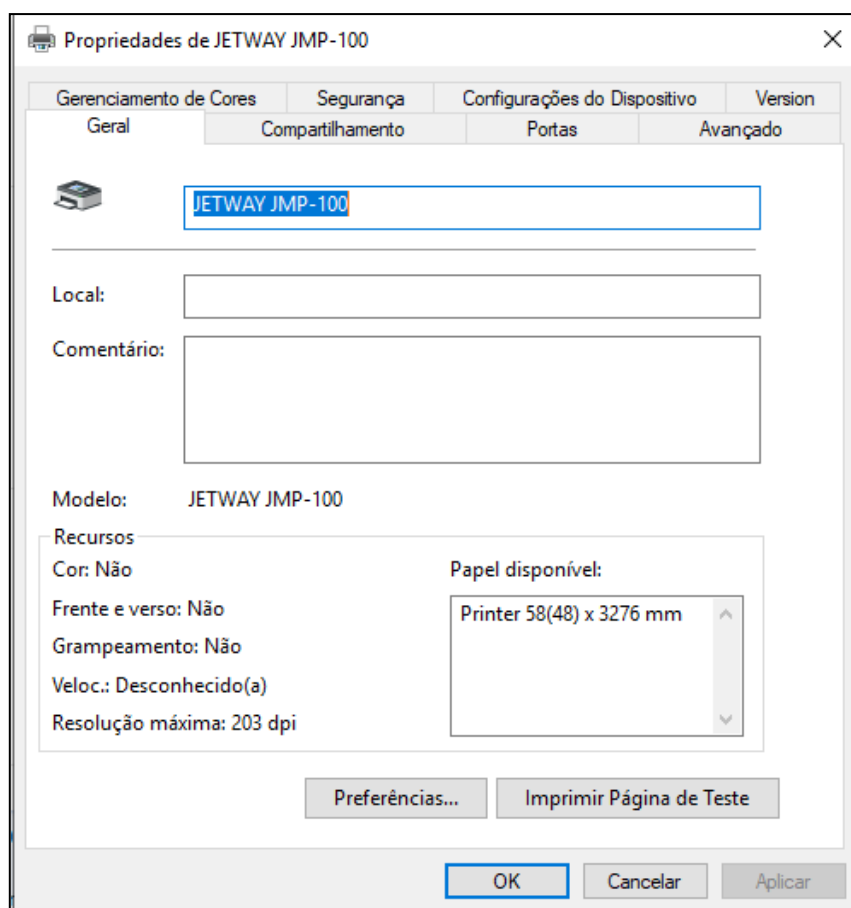 Propriedades de JETWAY JMP-100
Gerenciamento de Cores Segurança Configurações do Dispositivo Version
Geral Compartilhamento Portas Avançado
JETWAY JMP-100
Local:
Comentário:
Modelo: JETWAY JMP-100
Recursos
Cor: Não
Frente e verso: Não
Grampeamento: Não
Veloc.: Desconhecido(a)
Resolução máxima: 203 dpi
Papel disponível:
Printer 58(48) x 3276 mm
Preferências... Imprimir Página de Teste
OK Cancelar Aplicar